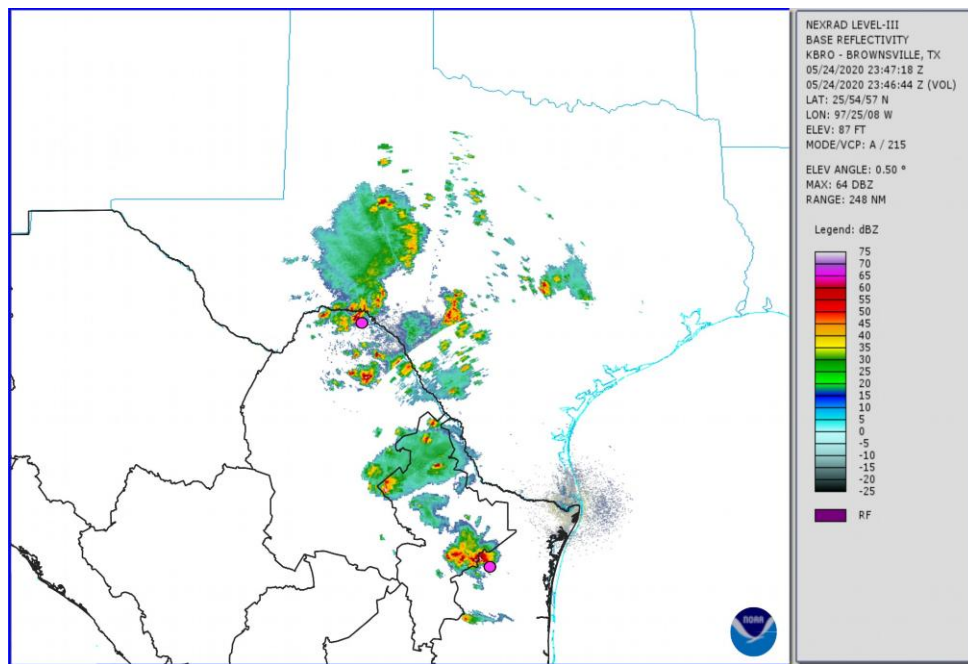 NEXRAD LEVEL-III
BASE REFLECTIVITY
KBRO - BROWNSVILLE, TX
05/24/2020 23:47:18 Z
05/24/2020 23:46:44 Z (VOL)
LAT: 25/54/57 N
LON: 97/25/08 W
ELEV: 87 FT
MODE/VCP: A / 215
ELEV ANGLE: 0.50 °
MAX: 64 DBZ
RANGE: 248 NM
Legend: dBZ
75
70
65
60
55
50
45
40
35
30
25
20
15
10
5
0
-5
-10
-15
-20
-25
RF
NOAA